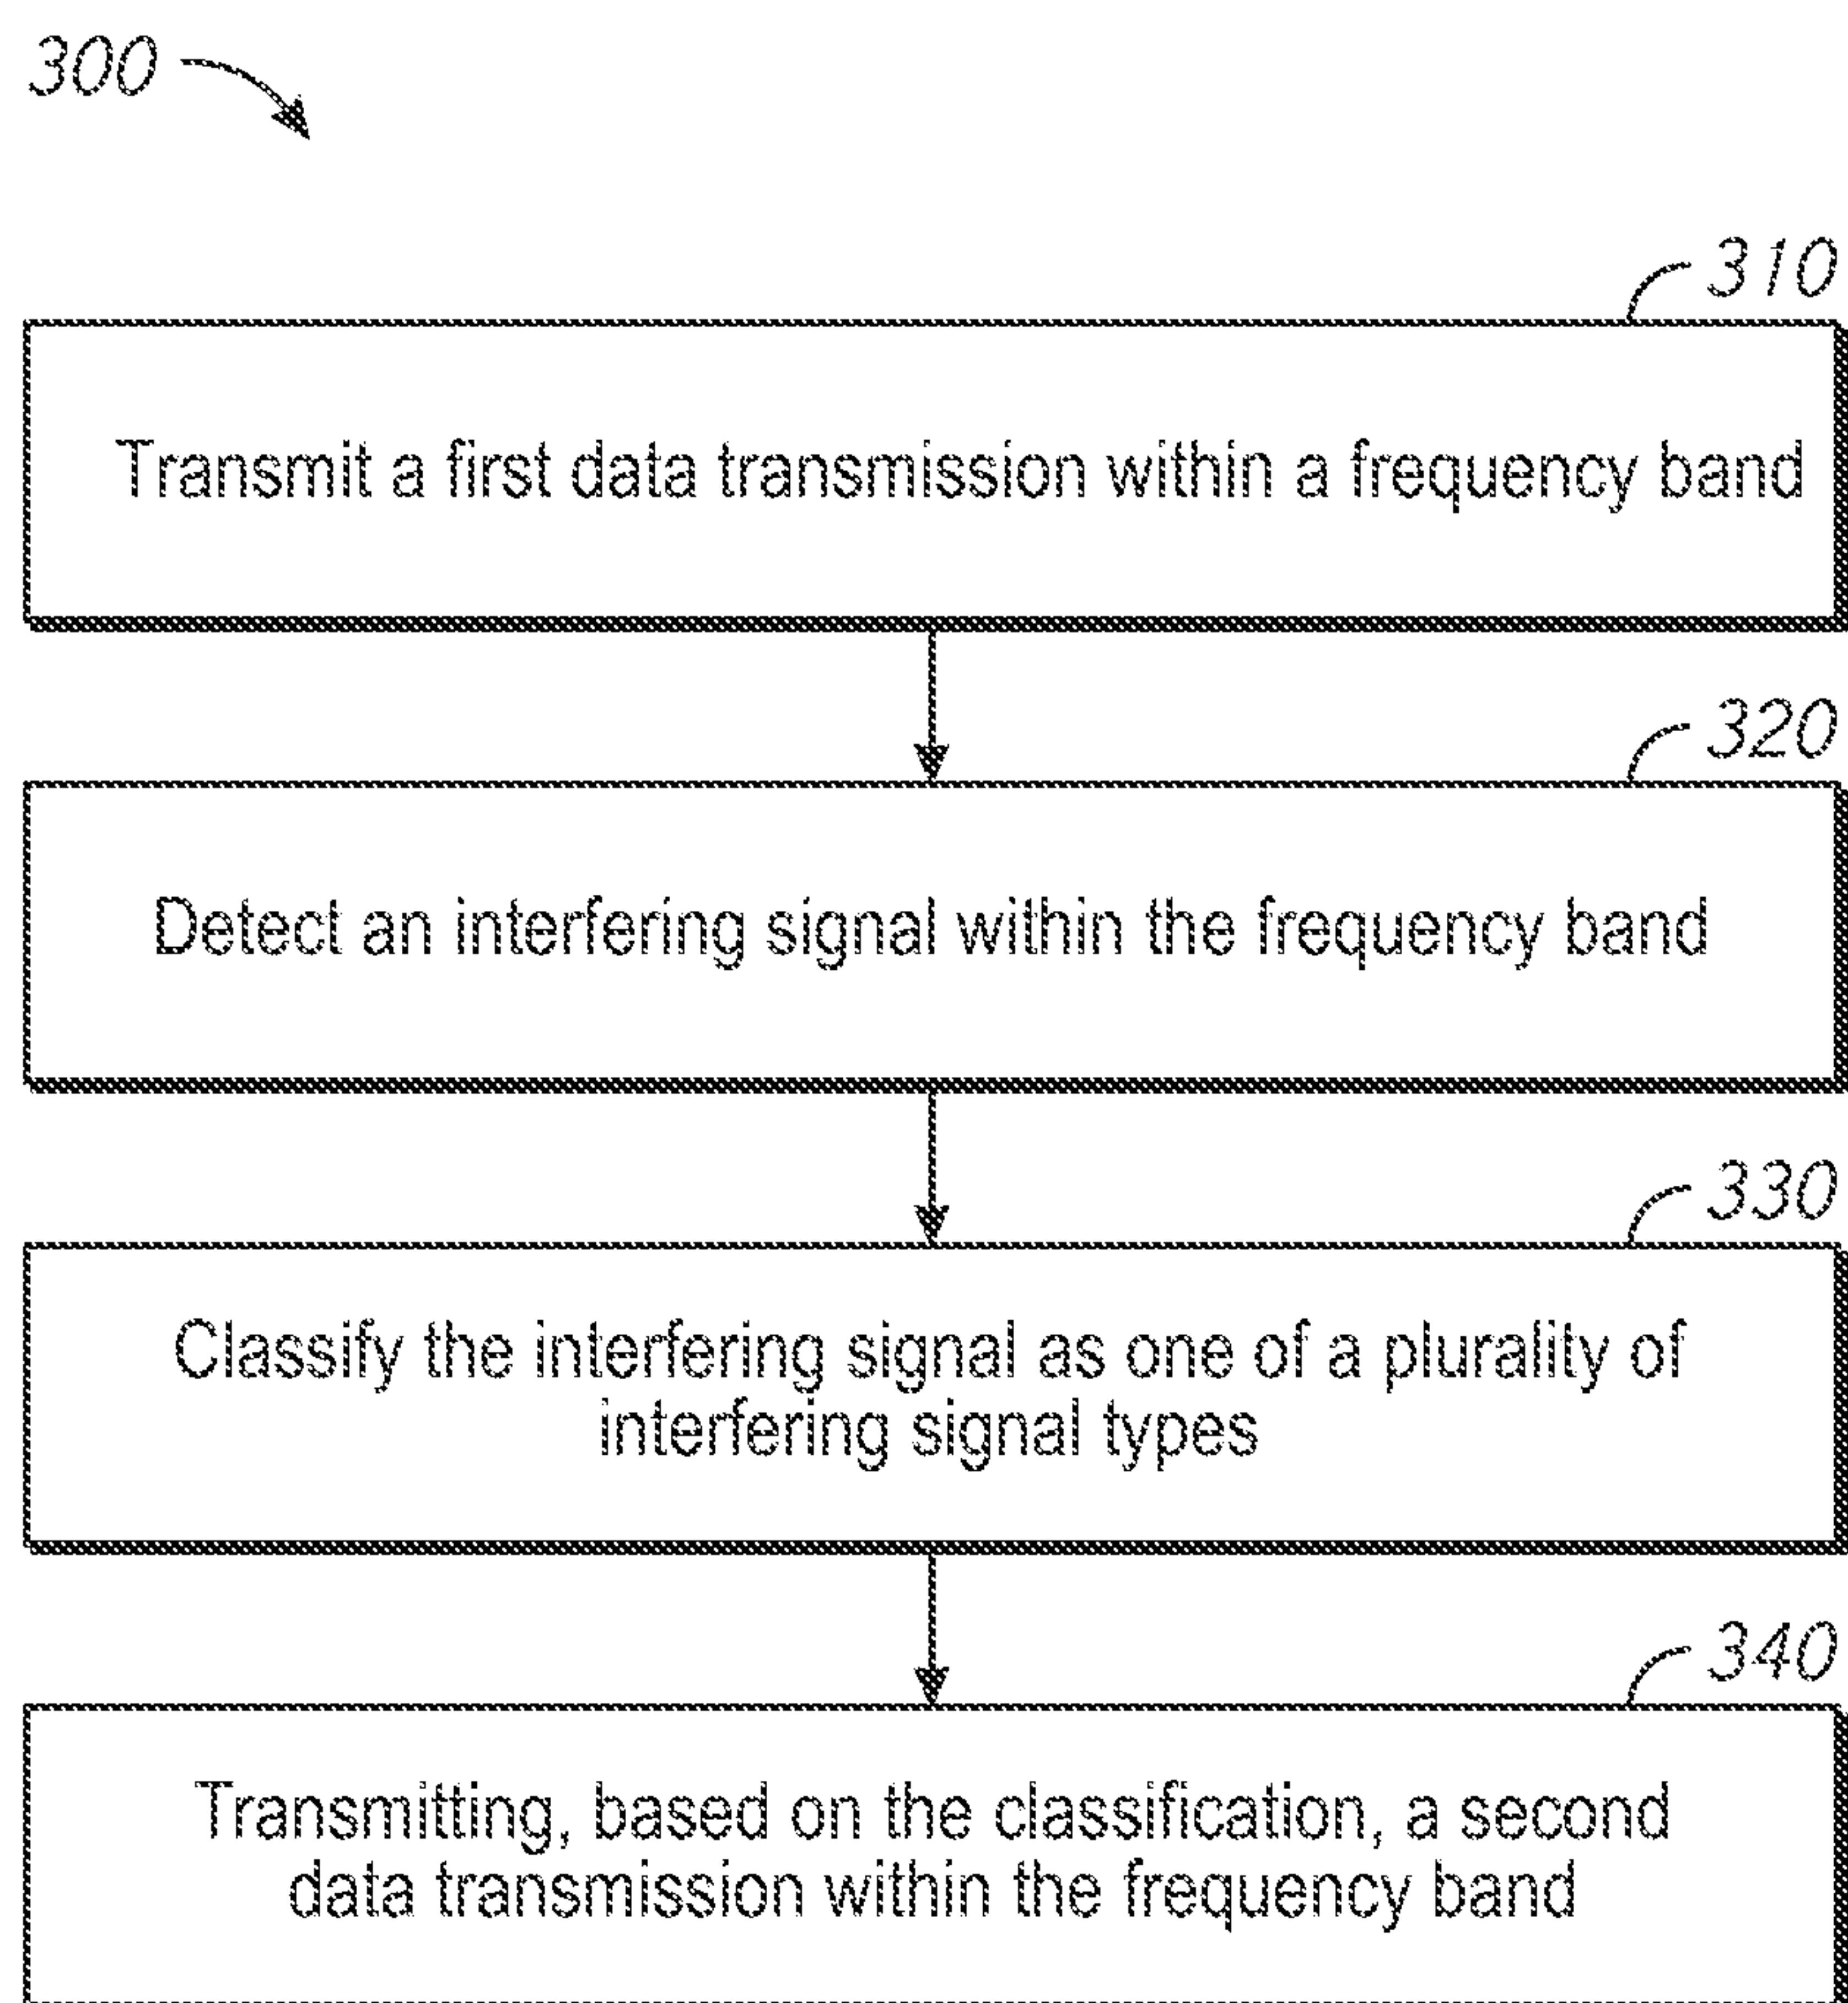 300
310
Transmit a first data transmission within a frequency band
320
Detect an interfering signal within the frequency band
330
Classify the interfering signal as one of a plurality of
interfering signal types
340
Transmitting, based on the classification, a second
data transmission within the frequency band